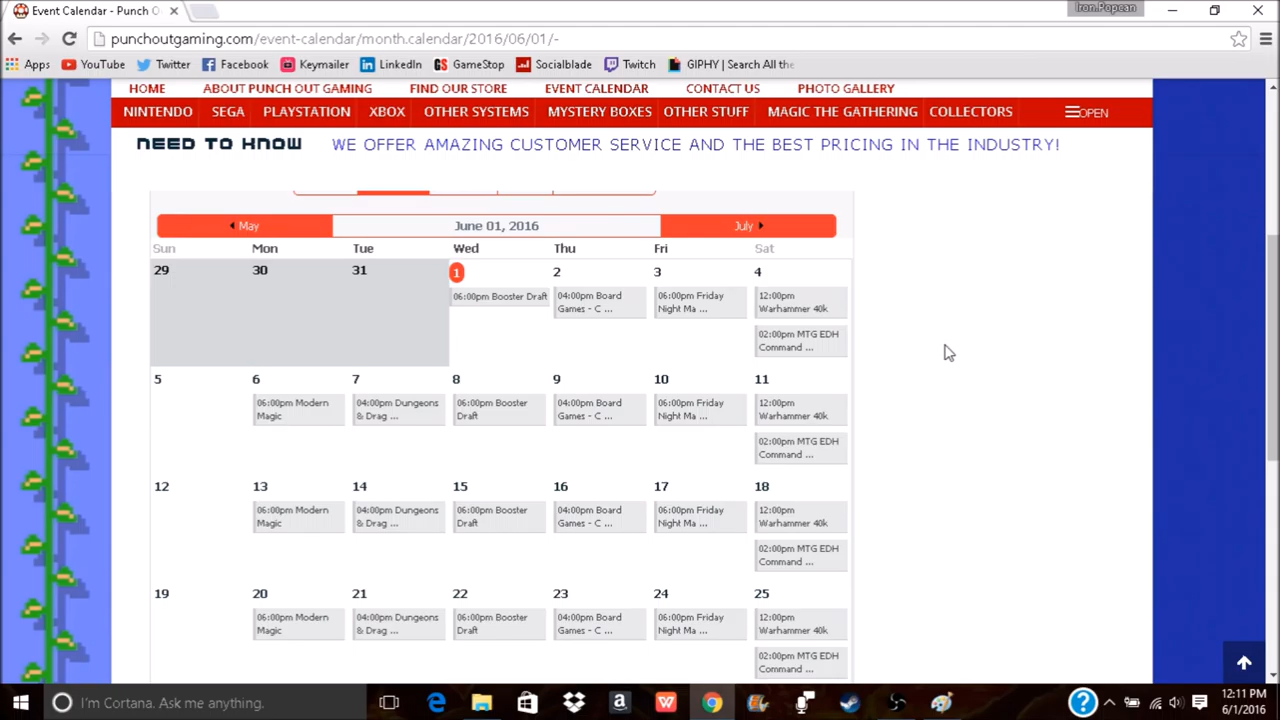 Event Calendar - Punch O
Iron.Popcan
punchoutgaming.com/event-calendar/month.calendar/2016/06/01/-
Apps YouTube Twitter Facebook Keymailer LinkedIn GameStop Socialblade Twitch GIPHY | Search All the
HOME ABOUT PUNCH OUT GAMING FIND OUR STORE EVENT CALENDAR CONTACT US PHOTO GALLERY
NINTENDO SEGA PLAYSTATION XBOX OTHER SYSTEMS MYSTERY BOXES OTHER STUFF MAGIC THE GATHERING COLLECTORS OPEN
NEED TO KNOW WE OFFER AMAZING CUSTOMER SERVICE AND THE BEST PRICING IN THE INDUSTRY!
May June 01, 2016 July
Sun Mon Tue Wed Thu Fri Sat
29 30 31 1 2 3 4
06:00pm Booster Draft 04:00pm Board 06:00pm Friday 12:00pm
Games - C ... Night Ma ... Warhammer 40k
02:00pm MTG EDH
Command ...
5 6 7 8 9 10 11
06:00pm Modern 04:00pm Dungeons 06:00pm Booster 04:00pm Board 06:00pm Friday 12:00pm
Magic & Drag ... Draft Games - C ... Night Ma ... Warhammer 40k
02:00pm MTG EDH
Command ...
12 13 14 15 16 17 18
06:00pm Modern 04:00pm Dungeons 06:00pm Booster 04:00pm Board 06:00pm Friday 12:00pm
Magic & Drag ... Draft Games - C ... Night Ma ... Warhammer 40k
02:00pm MTG EDH
Command ...
19 20 21 22 23 24 25
06:00pm Modern 04:00pm Dungeons 06:00pm Booster 04:00pm Board 06:00pm Friday 12:00pm
Magic & Drag ... Draft Games - C ... Night Ma ... Warhammer 40k
02:00pm MTG EDH
Command ...
I'm Cortana. Ask me anything.
12:11 PM
6/1/2016